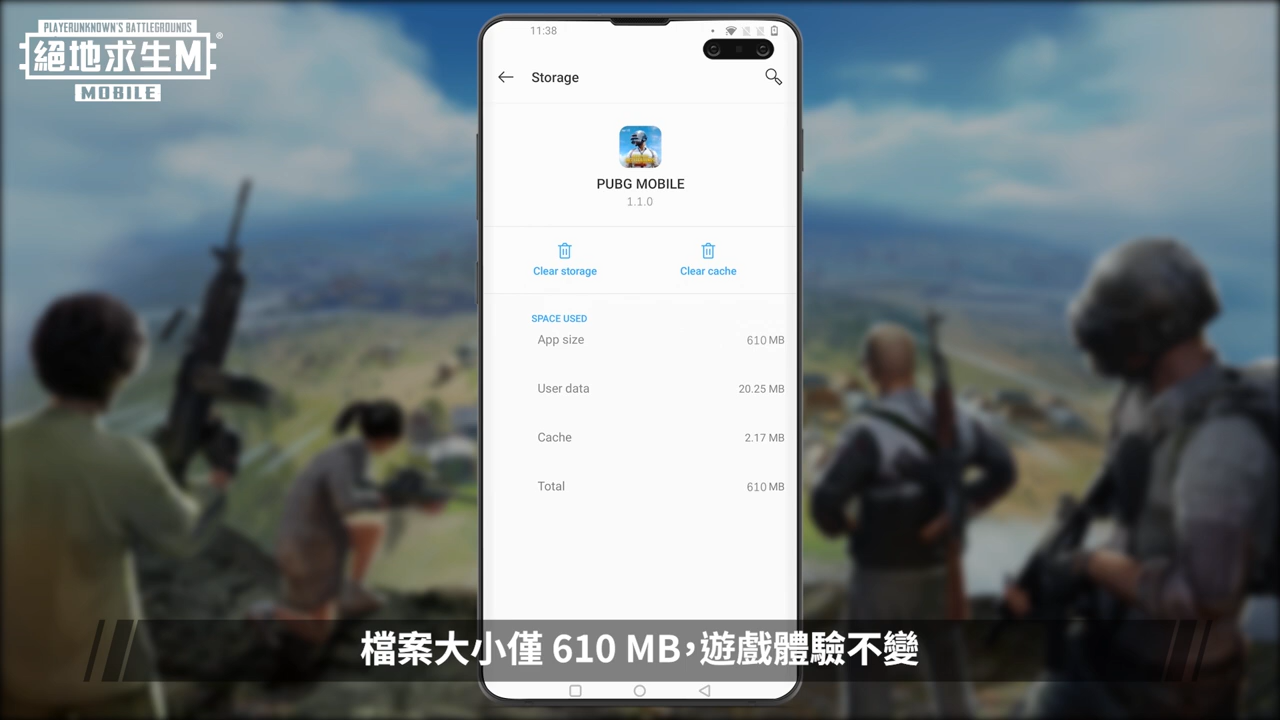 PLAYERUNKNOWN'S BATTLEGROUNDS
絕地求生M®
MOBILE
11:38
Storage
PUBG MOBILE
1.1.0
Clear storage
Clear cache
SPACE USED
App size 610 MB
User data 20.25 MB
Cache 2.17 MB
Total 610 MB
檔案大小僅 610 MB,遊戲體驗不變